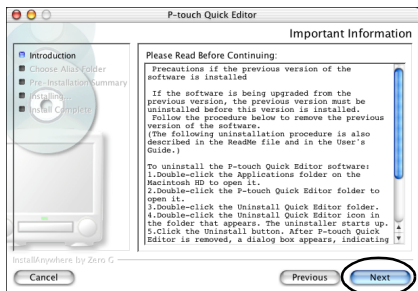 P-touch Quick Editor
Important Information
Introduction
Choose Alias Folder
Pre-Installation Summary
Installing...
Install Complete
Please Read Before Continuing:
Precautions if the previous version of the
software is installed
If the software is being upgraded from the
previous version, the previous version must be
uninstalled before this version is installed.
Follow the procedure below to remove the previous
version of the software.
(The following uninstallation procedure is also
described in the ReadMe file and in the User's
Guide.)
To uninstall the P-touch Quick Editor software:
1.Double-click the Applications folder on the
Macintosh HD to open it.
2.Double-click the P-touch Quick Editor folder to
open it.
3.Double-click the Uninstall Quick Editor folder.
4.Double-click the Uninstall Quick Editor icon in
the folder that appears. The uninstaller starts up.
5.Click the Uninstall button. After P-touch Quick
Editor is removed, a dialog box appears, indicating
InstallAnywhere by Zero G
Cancel
Previous
Next